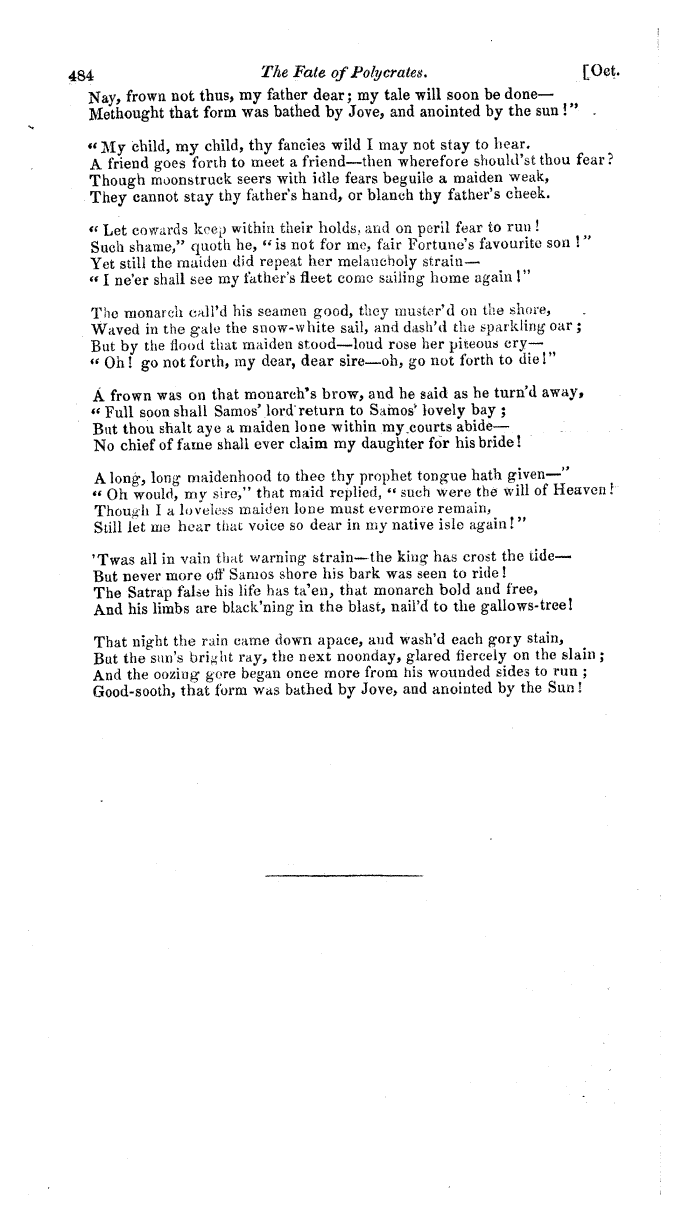 484 The Fate of Polycrates. [Oct.
Nay, frown not thus, my father dear; my tale will soon be done—
Methought that form was bathed by Jove, and anointed by the sun!"
"My child, my child, thy fancies wild I may not stay to hear.
A friend goes forth to meet a friend—then wherefore should'st thou fear?
Though moonstruck seers with idle fears beguile a maiden weak,
They cannot stay thy father's hand, or blanch thy father's cheek.
"Let cowards keep within their holds, and on peril fear to run!
Such shame," quoth he, "is not for me, fair Fortune's favourite son!"
Yet still the maiden did repeat her melancholy strain—
"I ne'er shall see my father's fleet come sailing home again!"
The monarch call'd his seamen good, they muster'd on the shore,
Waved in the gale the snow-white sail, and dash'd the sparkling oar;
But by the flood that maiden stood—loud rose her piteous cry—
"Oh! go not forth, my dear, dear sire—oh, go not forth to die!"
A frown was on that monarch's brow, and he said as he turn'd away,
"Full soon shall Samos' lord return to Samos' lovely bay;
But thou shalt aye a maiden lone within my courts abide—
No chief of fame shall ever claim my daughter for his bride!
A long, long maidenhood to thee thy prophet tongue hath given—"
"Oh would, my sire," that maid replied, "such were the will of Heaven!
Though I a loveless maiden lone must evermore remain,
Still let me hear that voice so dear in my native isle again!"
'Twas all in vain that warning strain—the king has crost the tide—
But never more off Samos shore his bark was seen to ride!
The Satrap false his life has ta'en, that monarch bold and free,
And his limbs are black'ning in the blast, nail'd to the gallows-tree!
That night the rain came down apace, and wash'd each gory stain,
But the sun's bright ray, the next noonday, glared fiercely on the slain;
And the oozing gore began once more from his wounded sides to run;
Good-sooth, that form was bathed by Jove, and anointed by the Sun!